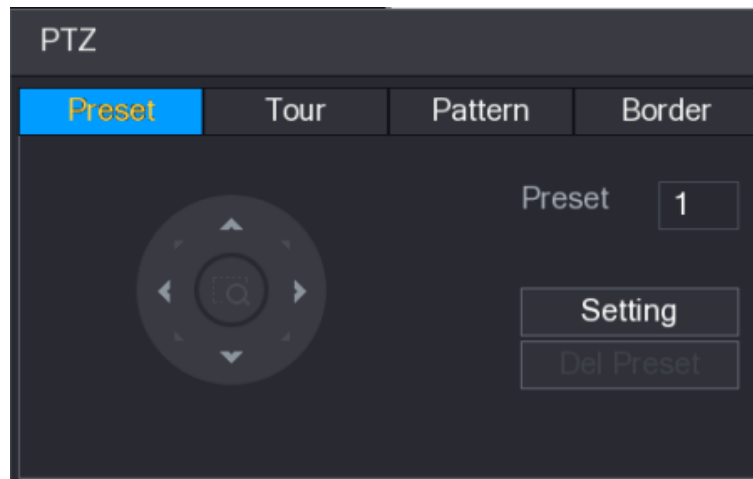 PTZ
Preset Tour Pattern Border
Preset 1
Setting
Del Preset